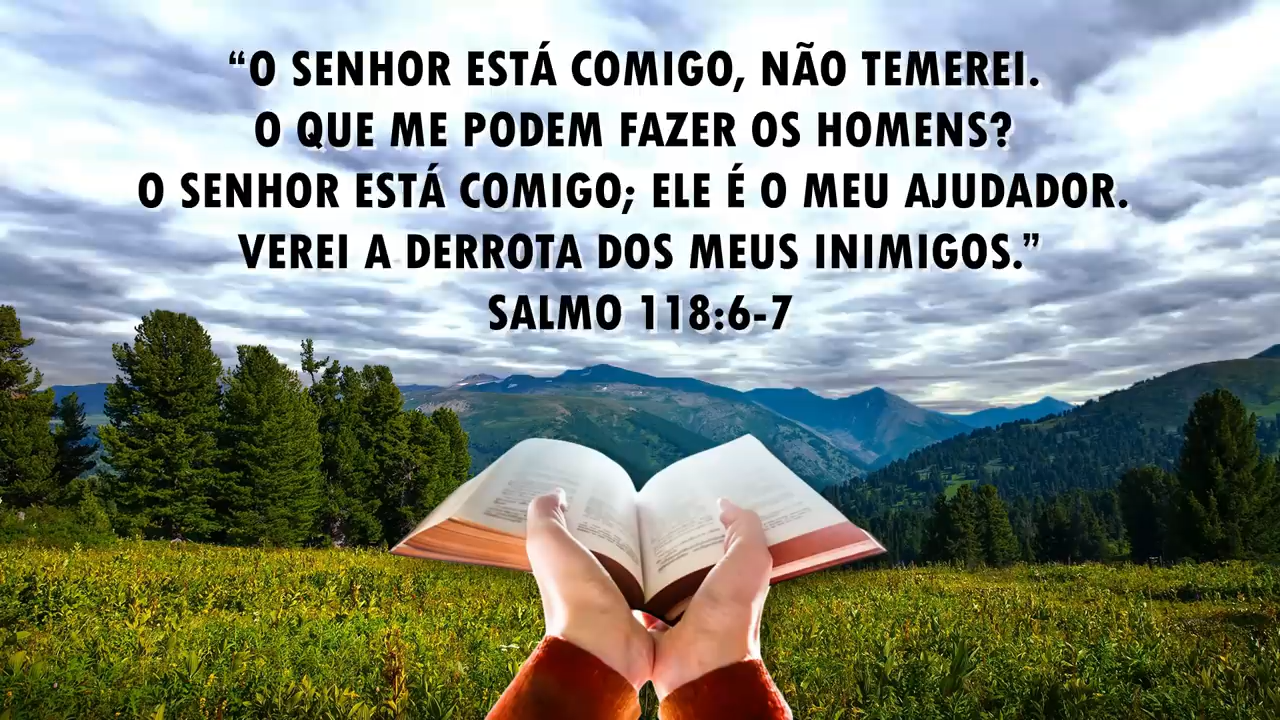 “O SENHOR ESTÁ COMIGO, NÃO TEMEREI.
O QUE ME PODEM FAZER OS HOMENS?
O SENHOR ESTÁ COMIGO; ELE É O MEU AJUDADOR.
VEREI A DERROTA DOS MEUS INIMIGOS.”
SALMO 118:6-7